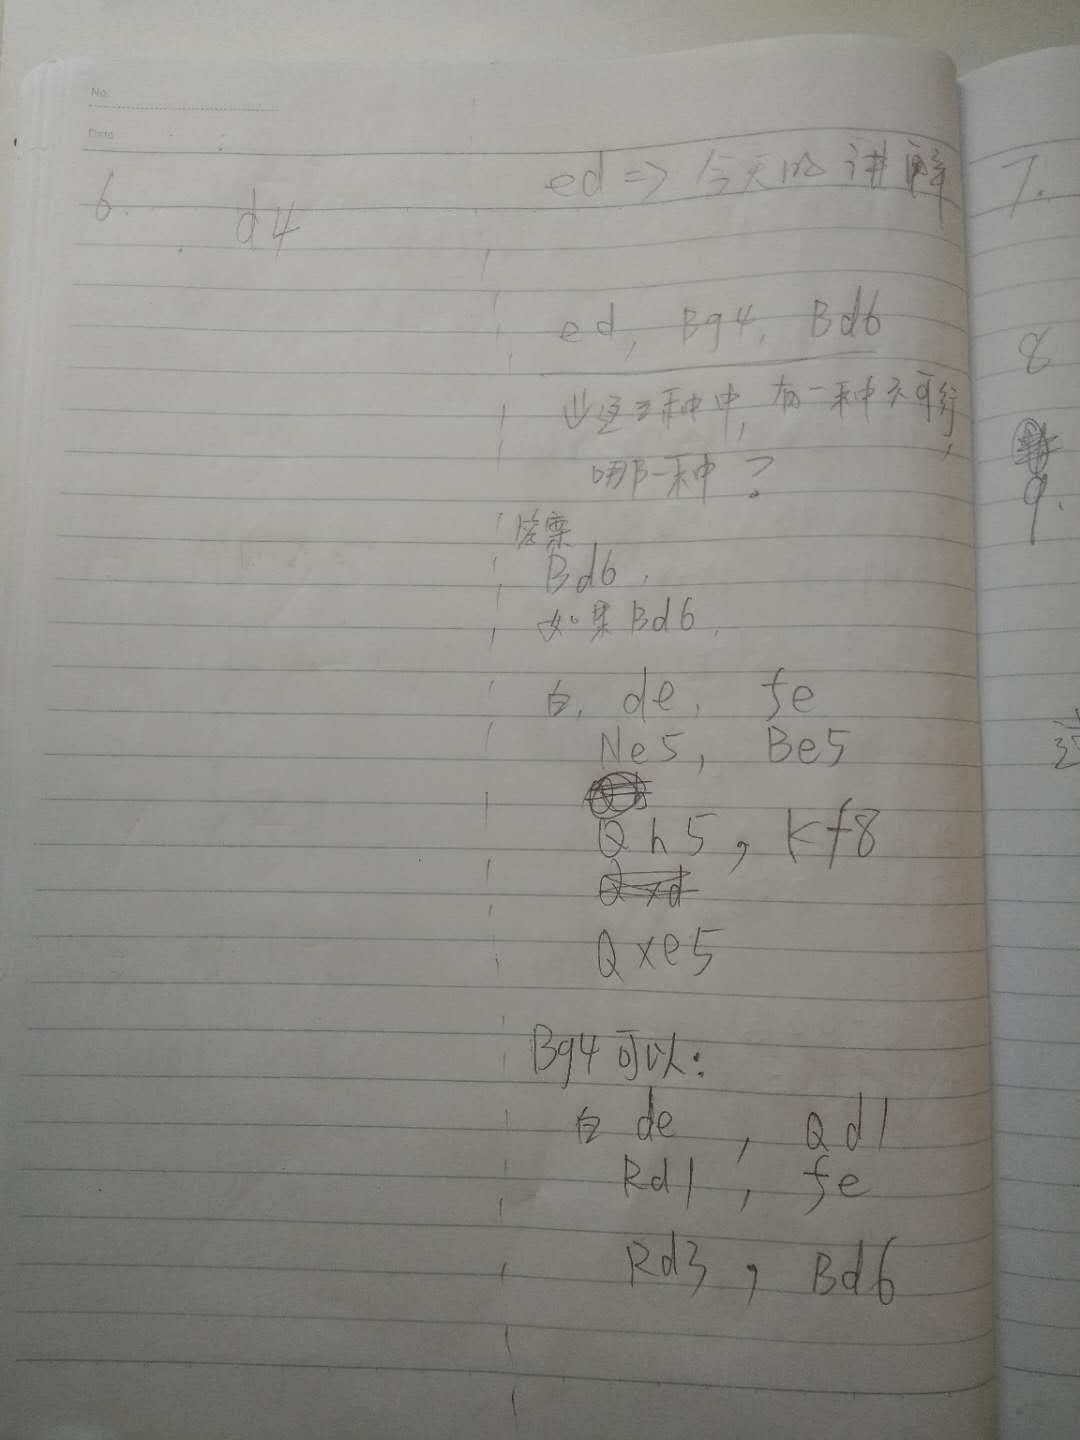 No.
Date
ed => 今天的讲解
6. d4
ed, Bg4, Bd6
这三种中, 有一种不可行,
哪一种?
答案
Bd6.
如果Bd6,
白, de, fe
Ne5, Be5
Qh5, Kf8
Qxd
Qxe5
Bg4可以:
白 de, Qd1
Rd1, fe
Rd3, Bd6
7.
8
9.